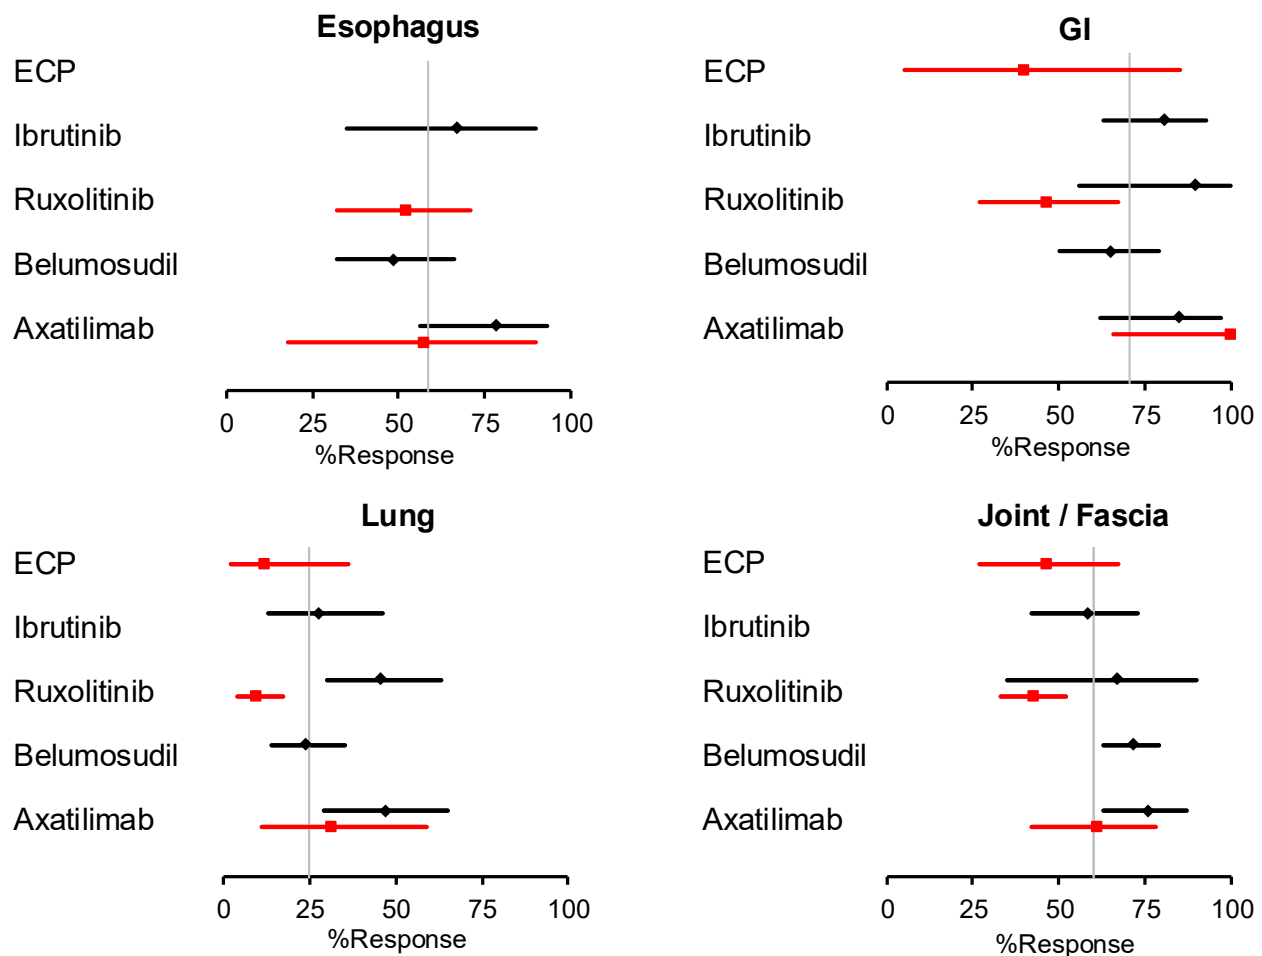 Esophagus
ECP
Ibrutinib
Ruxolitinib
Belumosudil
Axatilimab
0 25 50 75 100
%Response
GI
ECP
Ibrutinib
Ruxolitinib
Belumosudil
Axatilimab
0 25 50 75 100
%Response
Lung
ECP
Ibrutinib
Ruxolitinib
Belumosudil
Axatilimab
0 25 50 75 100
%Response
Joint / Fascia
ECP
Ibrutinib
Ruxolitinib
Belumosudil
Axatilimab
0 25 50 75 100
%Response